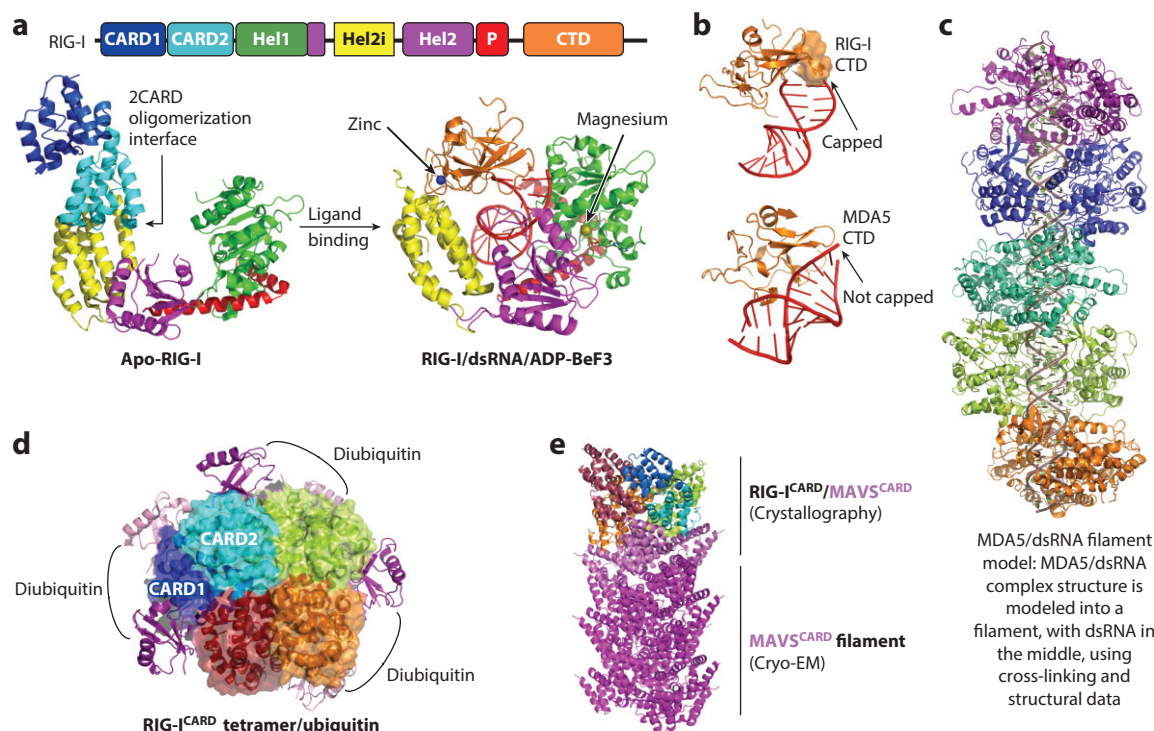 a
RIG-I CARD1 CARD2 Hel1 Hel2i Hel2 P CTD
2CARD
oligomerization
interface
Zinc
Magnesium
Ligand
binding
Apo-RIG-I
RIG-I/dsRNA/ADP-BeF3
b
RIG-I
CTD
Capped
MDA5
CTD
Not capped
c
MDA5/dsRNA filament
model: MDA5/dsRNA
complex structure is
modeled into a
filament, with dsRNA in
the middle, using
cross-linking and
structural data
d
Diubiquitin
CARD2
CARD1
Diubiquitin
Diubiquitin
RIG-I^CARD tetramer/ubiquitin
e
RIG-I^CARD/MAVS^CARD
(Crystallography)
MAVS^CARD filament
(Cryo-EM)